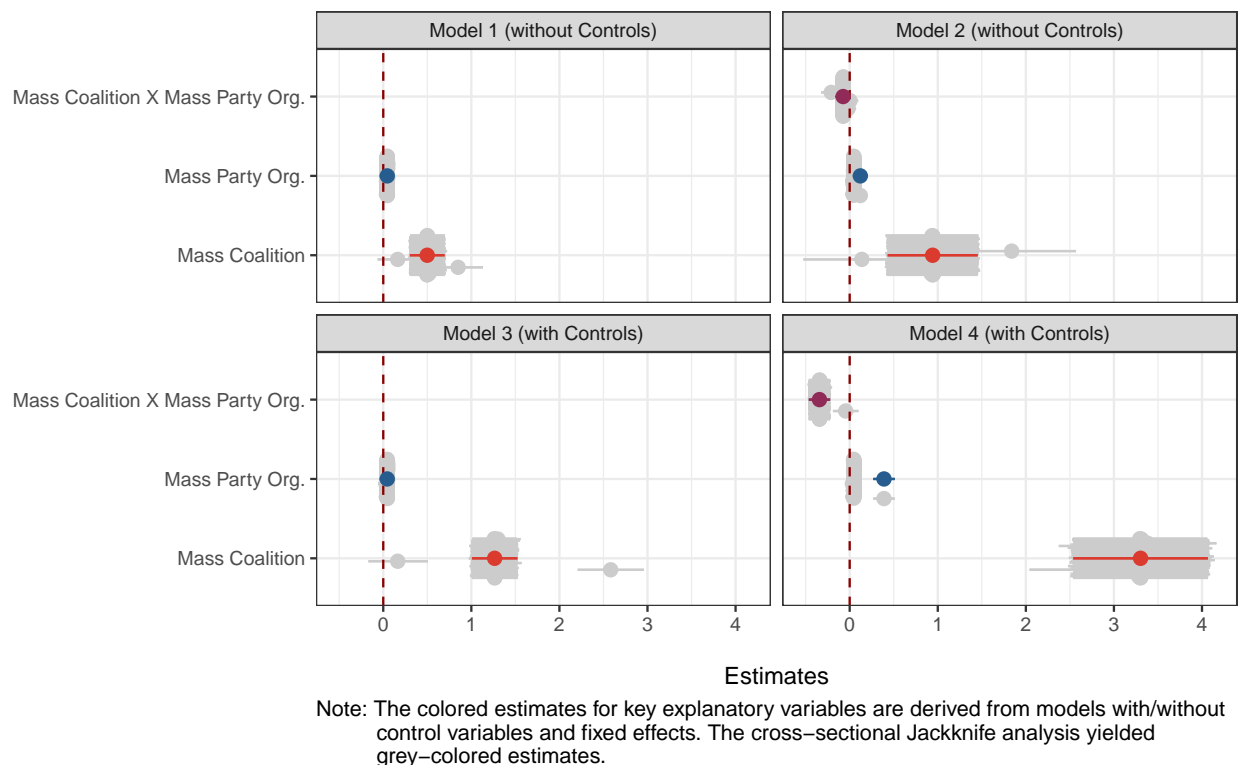 Model 1 (without Controls)
Model 2 (without Controls)
Mass Coalition X Mass Party Org.
Mass Party Org.
Mass Coalition
Model 3 (with Controls)
Model 4 (with Controls)
Mass Coalition X Mass Party Org.
Mass Party Org.
Mass Coalition
0 1 2 3 4 0 1 2 3 4
Estimates
Note: The colored estimates for key explanatory variables are derived from models with/without
control variables and fixed effects. The cross−sectional Jackknife analysis yielded
grey−colored estimates.